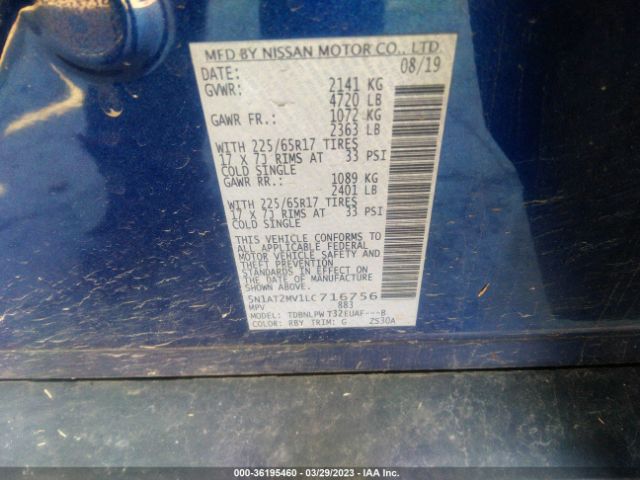 MFD BY NISSAN MOTOR CO., LTD.
DATE: 08/19
GVWR: 2141 KG
4720 LB
GAWR FR.: 1072 KG
2363 LB
WITH 225/65R17 TIRES
17 X 7J RIMS AT 33 PSI
COLD SINGLE
GAWR RR.: 1089 KG
2401 LB
WITH 225/65R17 TIRES
17 X 7J RIMS AT 33 PSI
COLD SINGLE
THIS VEHICLE CONFORMS TO
ALL APPLICABLE FEDERAL
MOTOR VEHICLE SAFETY AND
THEFT PREVENTION
STANDARDS IN EFFECT ON
THE DATE OF MANUFACTURE
SHOWN ABOVE.
5N1AT2MV1LC716756
MPV 883
MODEL: TDBNLPW T32EUAF---B
COLOR: RBY TRIM: G ZS30A
000-36195460 - 03/29/2023 - IAA Inc.